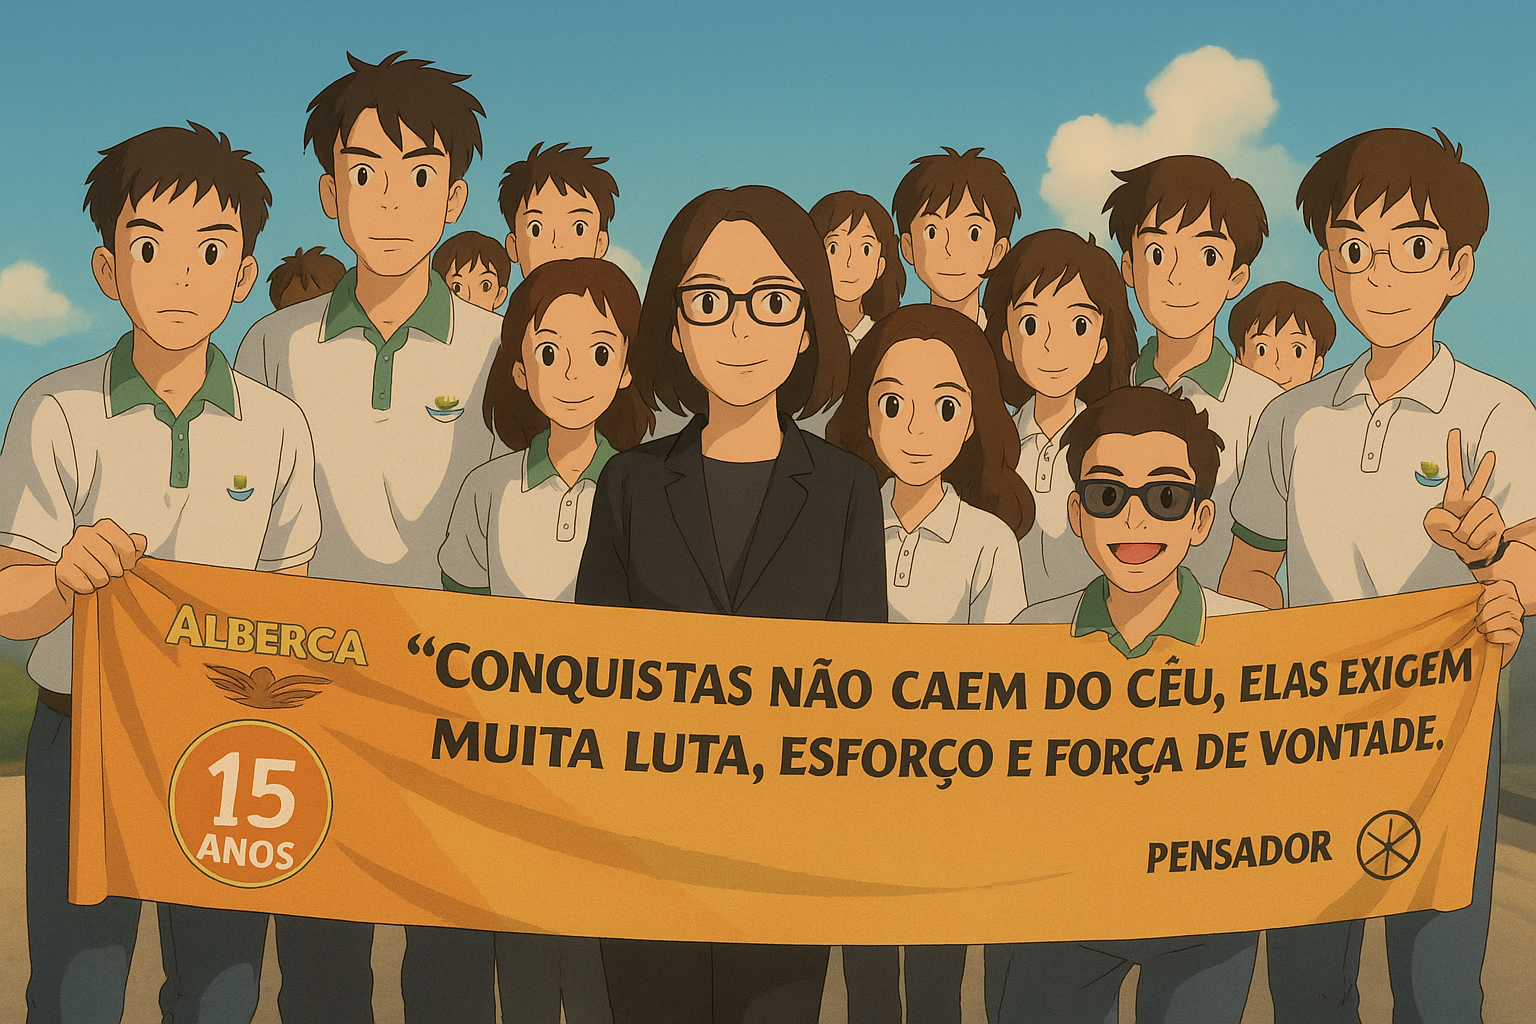 ALBERCA
15
ANOS
“CONQUISTAS NÃO CAEM DO CÊU, ELAS EXIGEM
MUITA LUTA, ESFORÇO E FORÇA DE VONTADE.
PENSADOR